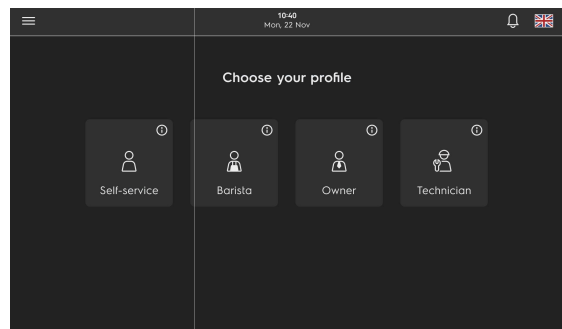 10:40
Mon, 22 Nov
Choose your profile
Self-service
Barista
Owner
Technician